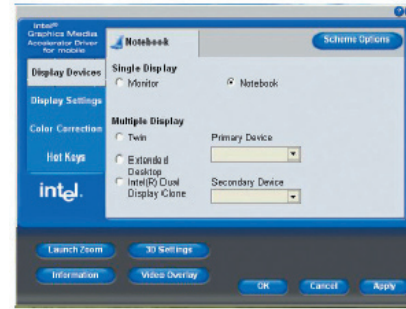 intel®
Graphics Media
Accelerator Driver
for mobile
Notebook
Scheme Options
Display Devices
Display Settings
Color Correction
Hot Keys
intel.
Single Display
Monitor
Notebook
Multiple Display
Twin
Primary Device
Extended
Desktop
Intel(R) Dual
Display Clone
Secondary Device
Launch Zoom
3D Settings
Information
Video Overlay
OK
Cancel
Apply